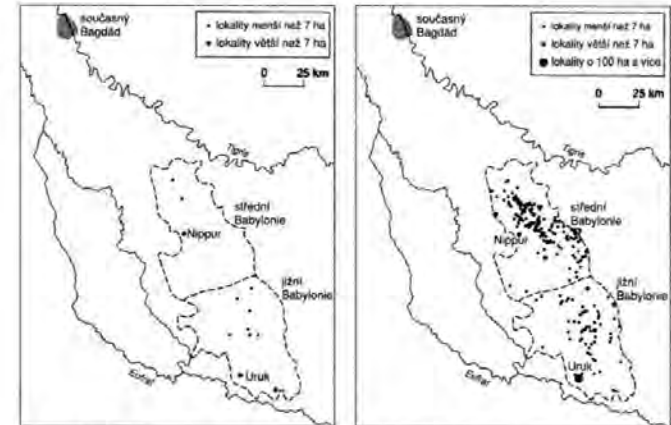 současný
Bagdád
lokality menší než 7 ha
lokality větší než 7 ha
0 25 km
Tigris
střední
Babylonie
Nippur
jižní
Babylonie
Uruk
Eufrat
současný
Bagdád
lokality menší než 7 ha
lokality větší než 7 ha
lokality o 100 ha a více
0 25 km
Tigris
střední
Babylonie
Nippur
jižní
Babylonie
Uruk
Eufrat